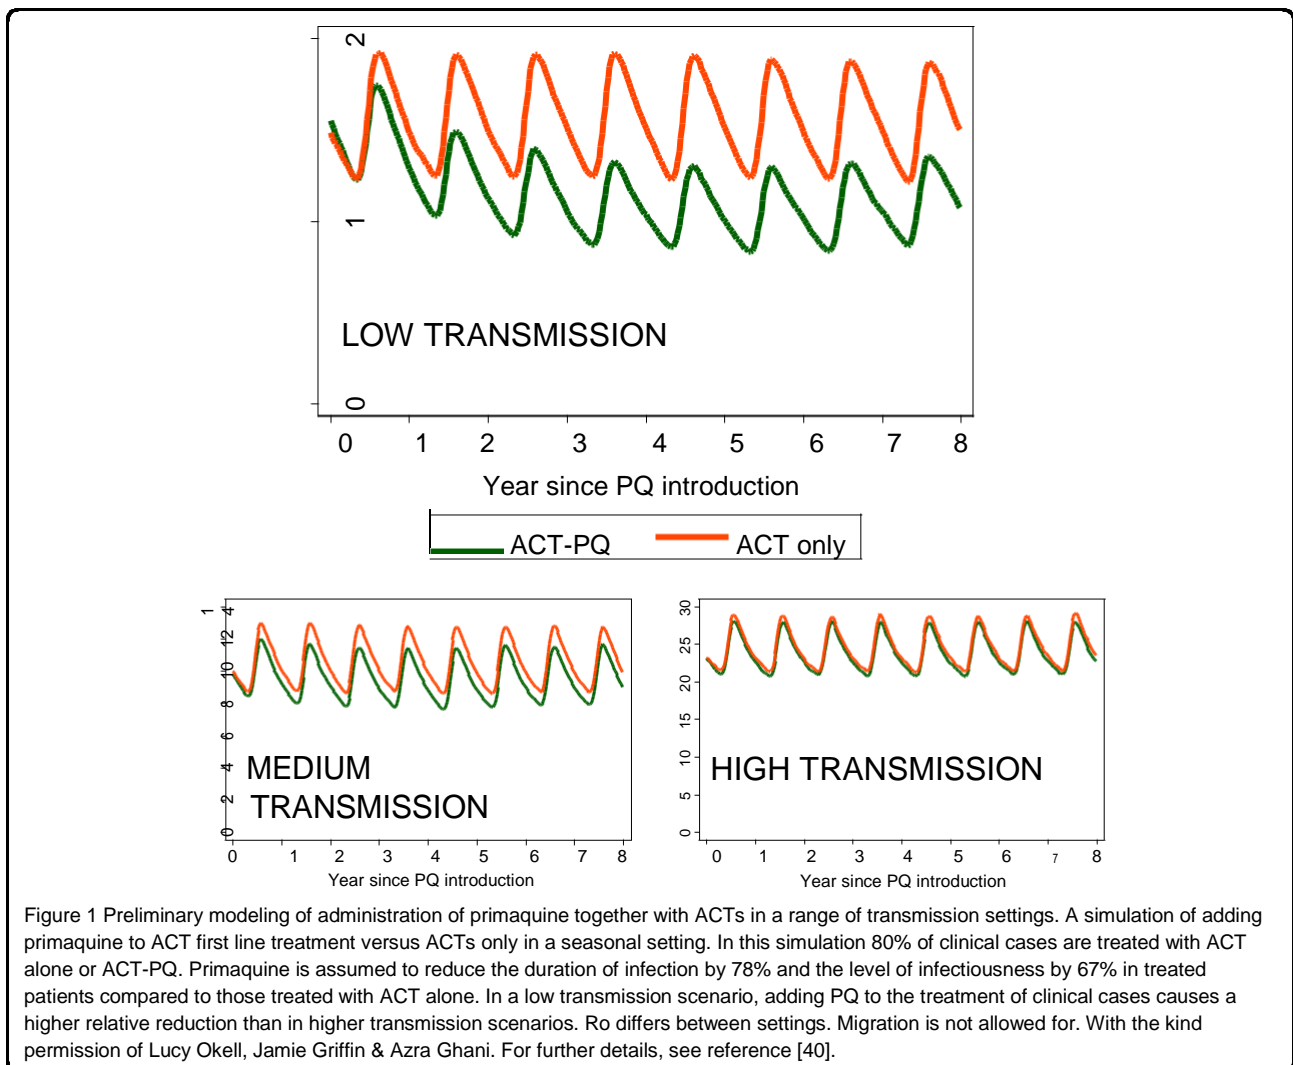 2
1
0
LOW TRANSMISSION
0 1 2 3 4 5 6 7 8
Year since PQ introduction
ACT-PQ ACT only
1 4
12
10
8
6
4
2
0
MEDIUM
TRANSMISSION
0 1 2 3 4 5 6 7 8
Year since PQ introduction
30
25
20
15
10
5
0
HIGH TRANSMISSION
0 1 2 3 4 5 6 7 8
Year since PQ introduction
Figure 1 Preliminary modeling of administration of primaquine together with ACTs in a range of transmission settings. A simulation of adding
primaquine to ACT first line treatment versus ACTs only in a seasonal setting. In this simulation 80% of clinical cases are treated with ACT
alone or ACT-PQ. Primaquine is assumed to reduce the duration of infection by 78% and the level of infectiousness by 67% in treated
patients compared to those treated with ACT alone. In a low transmission scenario, adding PQ to the treatment of clinical cases causes a
higher relative reduction than in higher transmission scenarios. Ro differs between settings. Migration is not allowed for. With the kind
permission of Lucy Okell, Jamie Griffin & Azra Ghani. For further details, see reference [40].